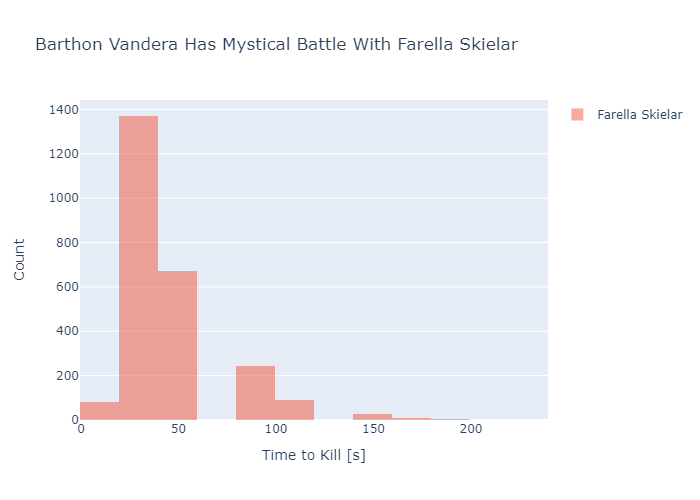 Barthon Vandera Has Mystical Battle With Farella Skielar
Farella Skielar
1400
1200
1000
800
600
400
200
0
Count
0 50 100 150 200
Time to Kill [s]